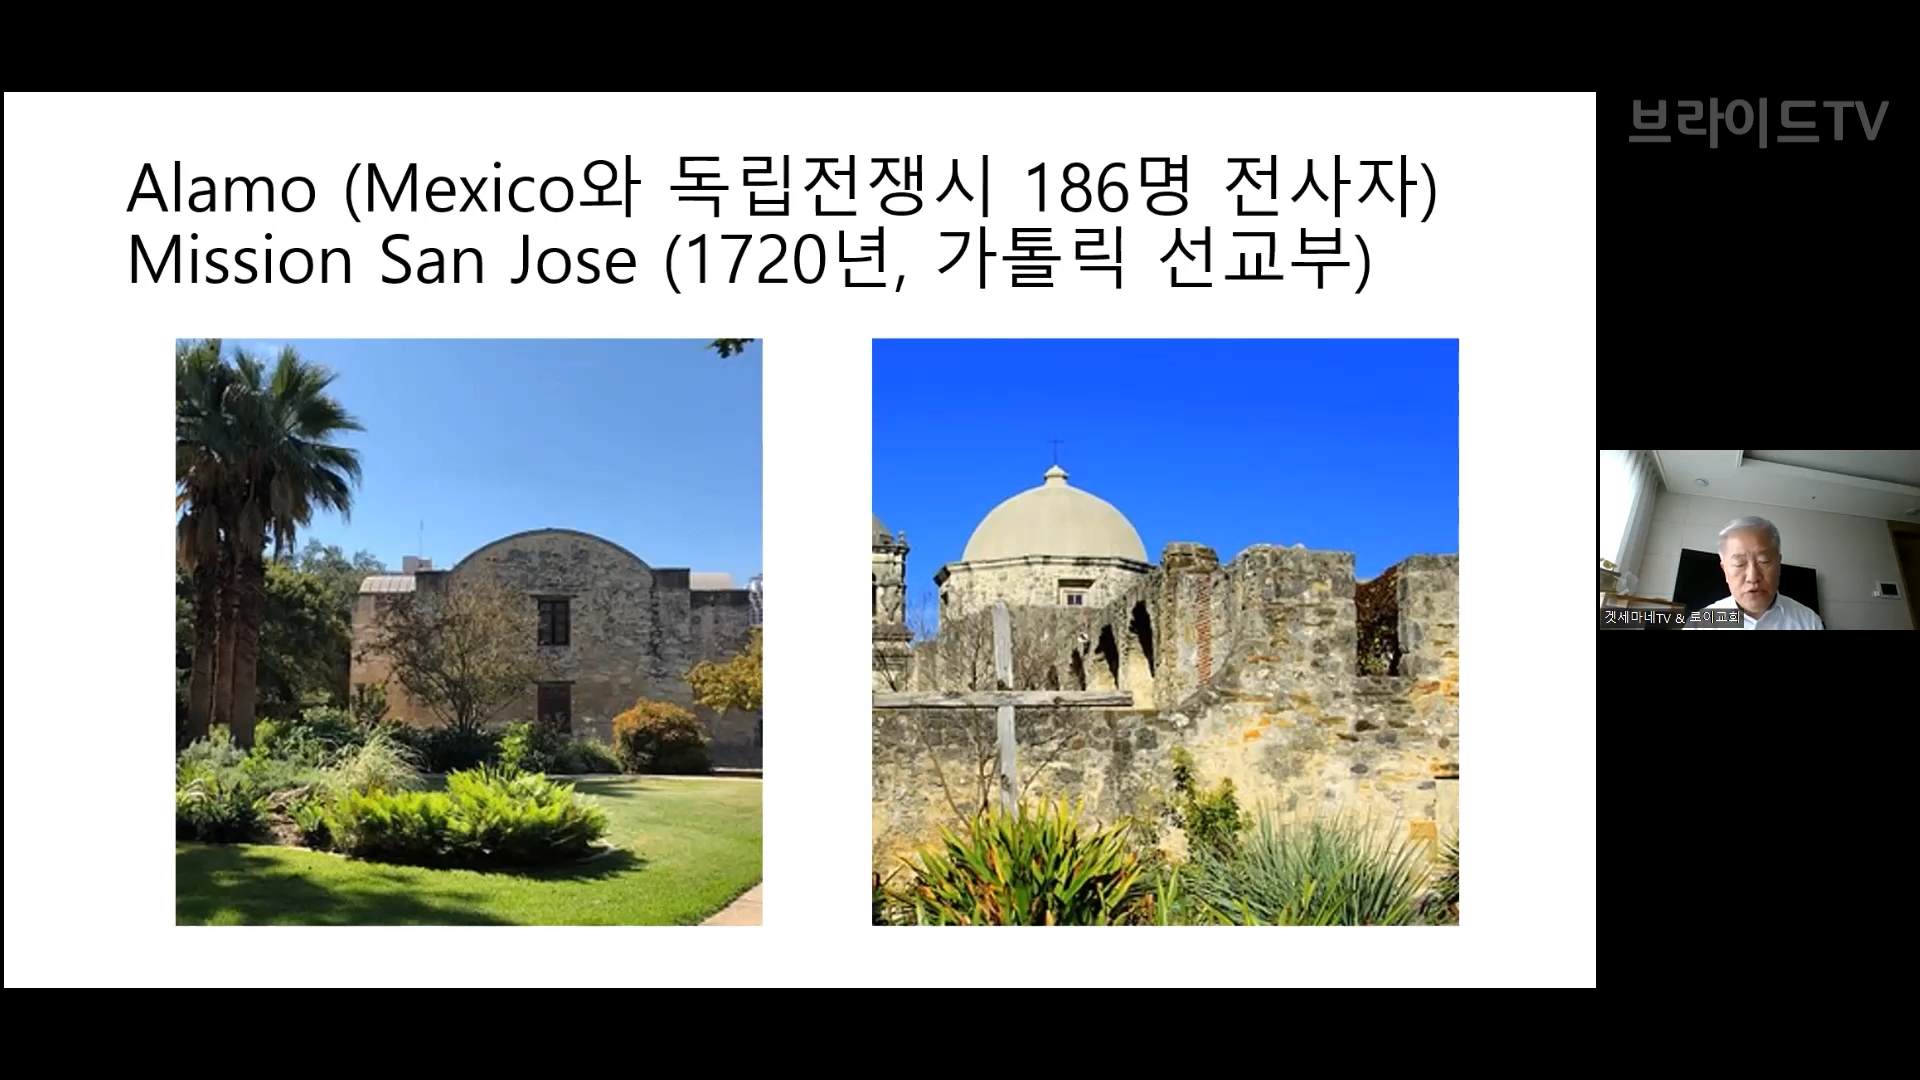 Alamo (Mexico와 독립전쟁시 186명 전사자)
Mission San Jose (1720년, 가톨릭 선교부)
브라이드TV
겟세마네TV & 로이교회